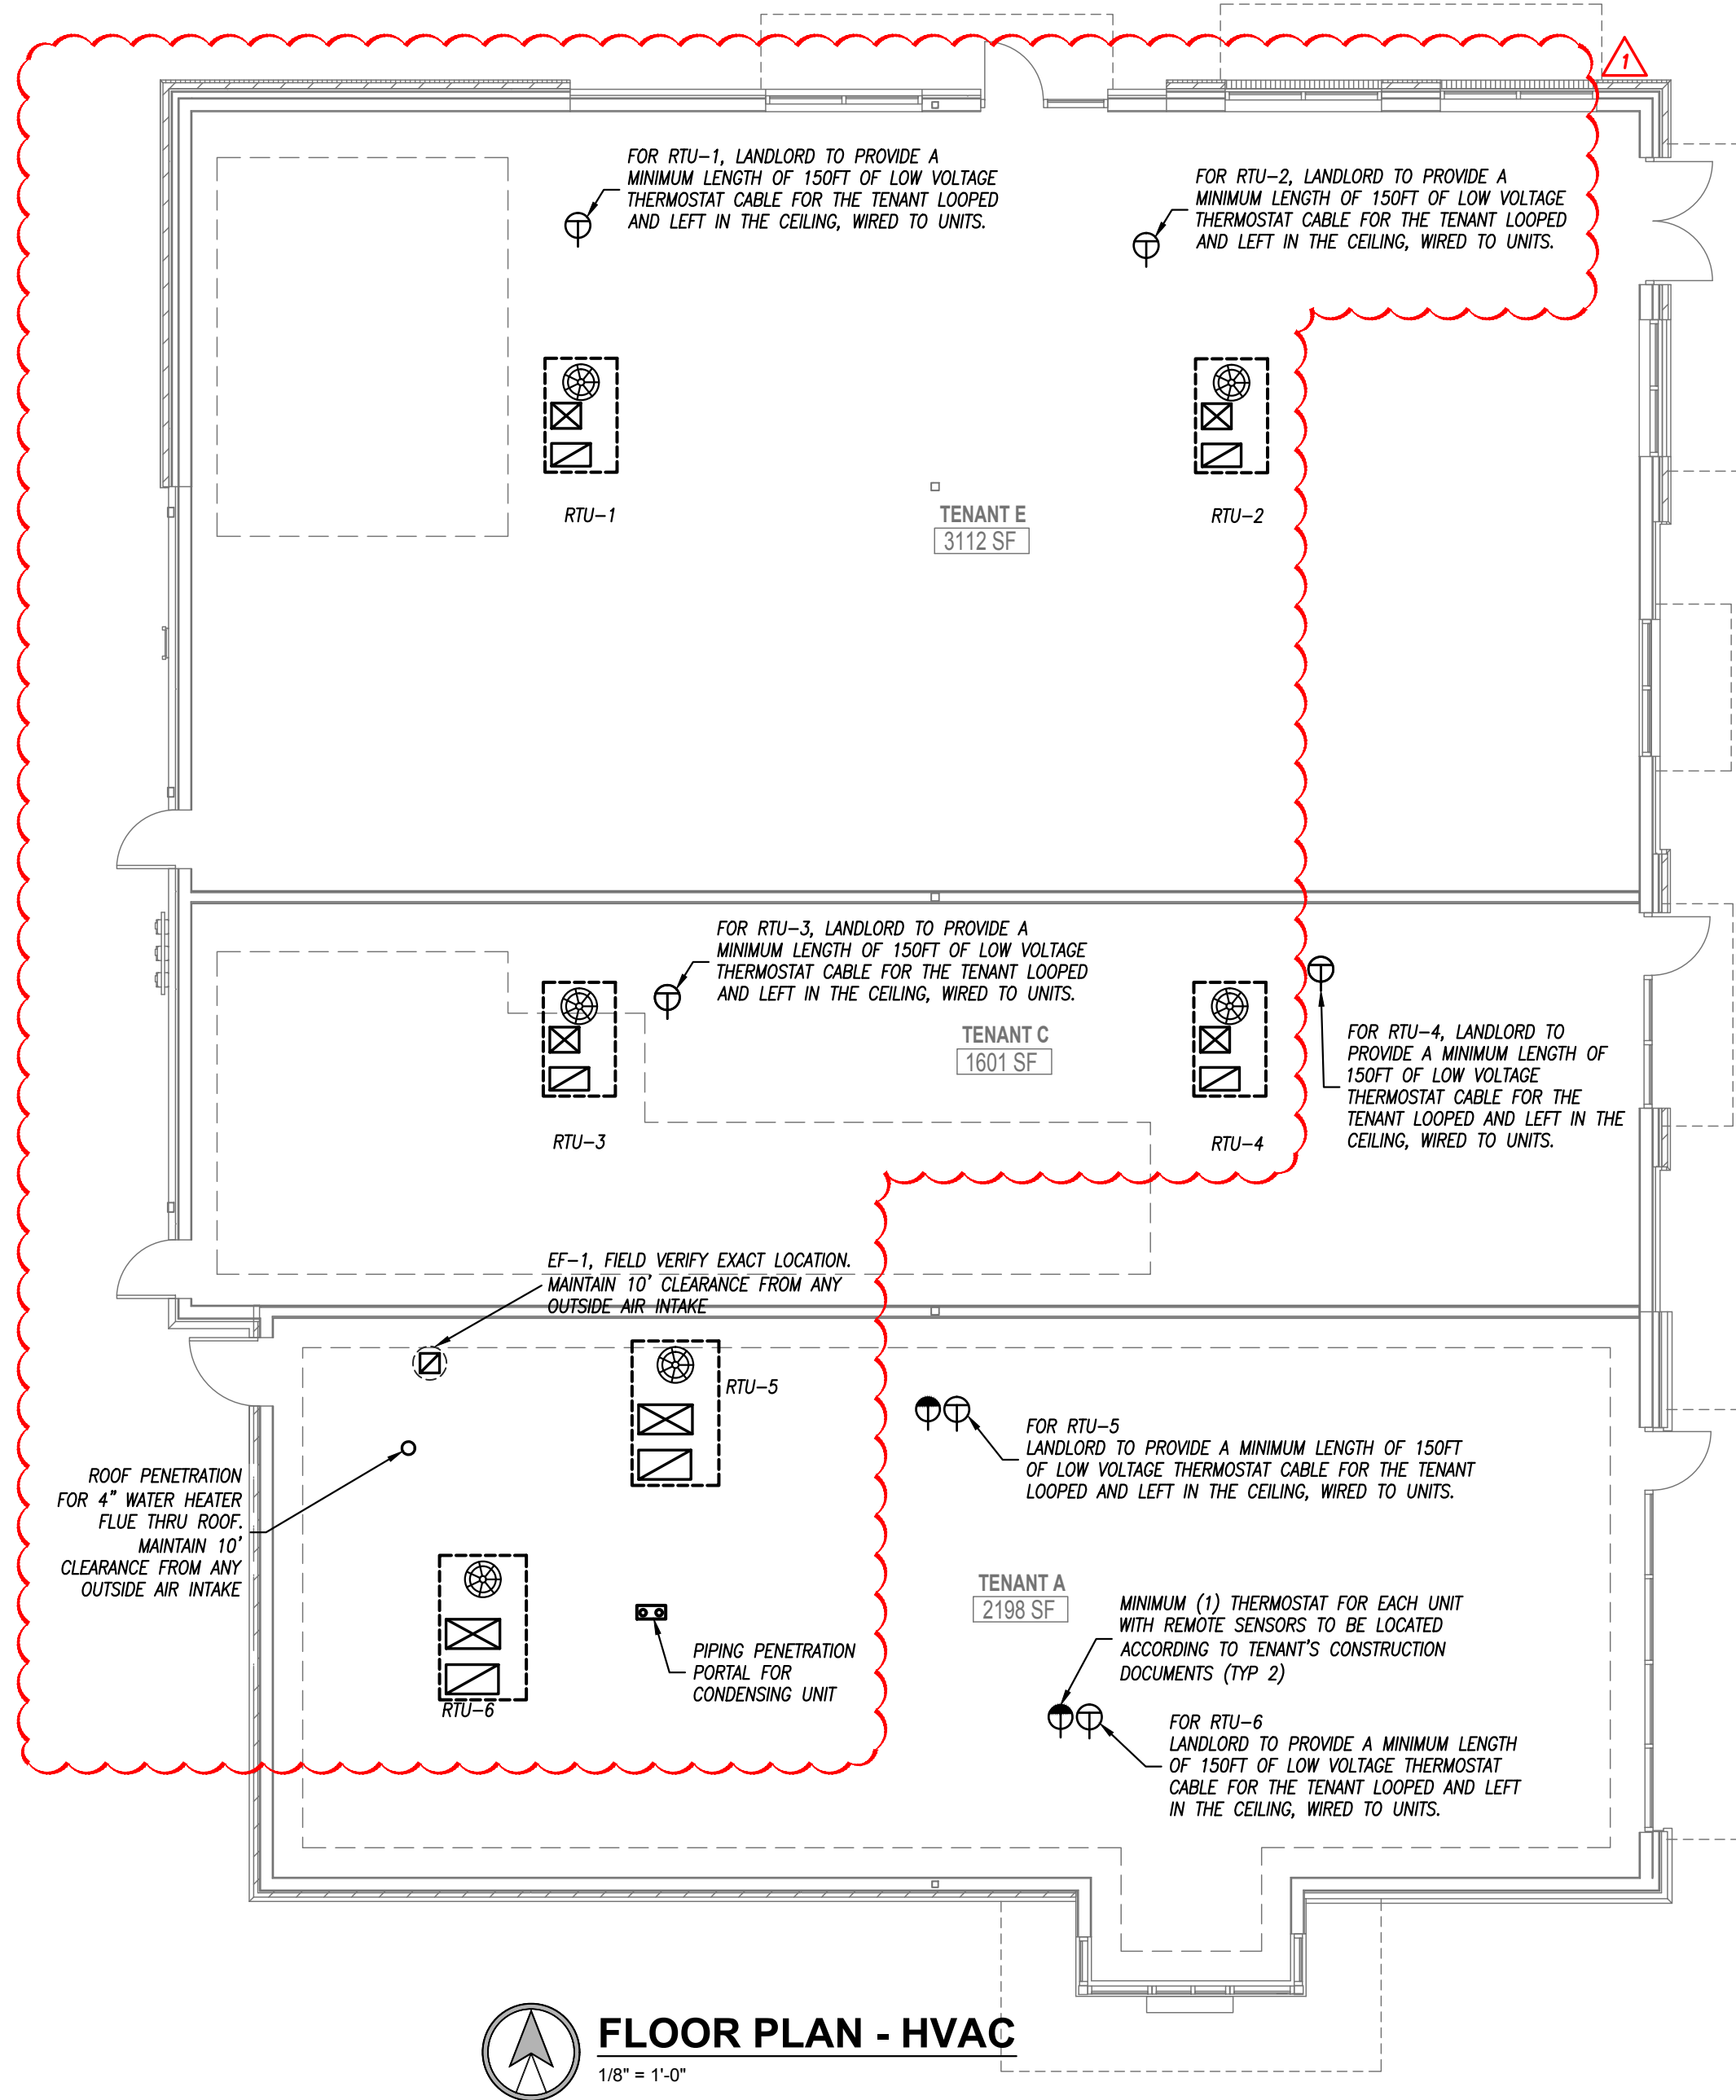 1
FOR RTU-1, LANDLORD TO PROVIDE A
MINIMUM LENGTH OF 150FT OF LOW VOLTAGE
THERMOSTAT CABLE FOR THE TENANT LOOPED
AND LEFT IN THE CEILING, WIRED TO UNITS.
FOR RTU-2, LANDLORD TO PROVIDE A
MINIMUM LENGTH OF 150FT OF LOW VOLTAGE
THERMOSTAT CABLE FOR THE TENANT LOOPED
AND LEFT IN THE CEILING, WIRED TO UNITS.
RTU-1
TENANT E
3112 SF
RTU-2
FOR RTU-3, LANDLORD TO PROVIDE A
MINIMUM LENGTH OF 150FT OF LOW VOLTAGE
THERMOSTAT CABLE FOR THE TENANT LOOPED
AND LEFT IN THE CEILING, WIRED TO UNITS.
TENANT C
1601 SF
FOR RTU-4, LANDLORD TO
PROVIDE A MINIMUM LENGTH OF
150FT OF LOW VOLTAGE
THERMOSTAT CABLE FOR THE
TENANT LOOPED AND LEFT IN THE
CEILING, WIRED TO UNITS.
RTU-3
RTU-4
EF-1, FIELD VERIFY EXACT LOCATION.
MAINTAIN 10' CLEARANCE FROM ANY
OUTSIDE AIR INTAKE
RTU-5
FOR RTU-5
LANDLORD TO PROVIDE A MINIMUM LENGTH OF 150FT
OF LOW VOLTAGE THERMOSTAT CABLE FOR THE TENANT
LOOPED AND LEFT IN THE CEILING, WIRED TO UNITS.
ROOF PENETRATION
FOR 4" WATER HEATER
FLUE THRU ROOF.
MAINTAIN 10'
CLEARANCE FROM ANY
OUTSIDE AIR INTAKE
TENANT A
2198 SF
MINIMUM (1) THERMOSTAT FOR EACH UNIT
WITH REMOTE SENSORS TO BE LOCATED
ACCORDING TO TENANT'S CONSTRUCTION
DOCUMENTS (TYP 2)
PIPING PENETRATION
PORTAL FOR
CONDENSING UNIT
RTU-6
FOR RTU-6
LANDLORD TO PROVIDE A MINIMUM LENGTH
OF 150FT OF LOW VOLTAGE THERMOSTAT
CABLE FOR THE TENANT LOOPED AND LEFT
IN THE CEILING, WIRED TO UNITS.
FLOOR PLAN - HVAC
1/8" = 1'-0"